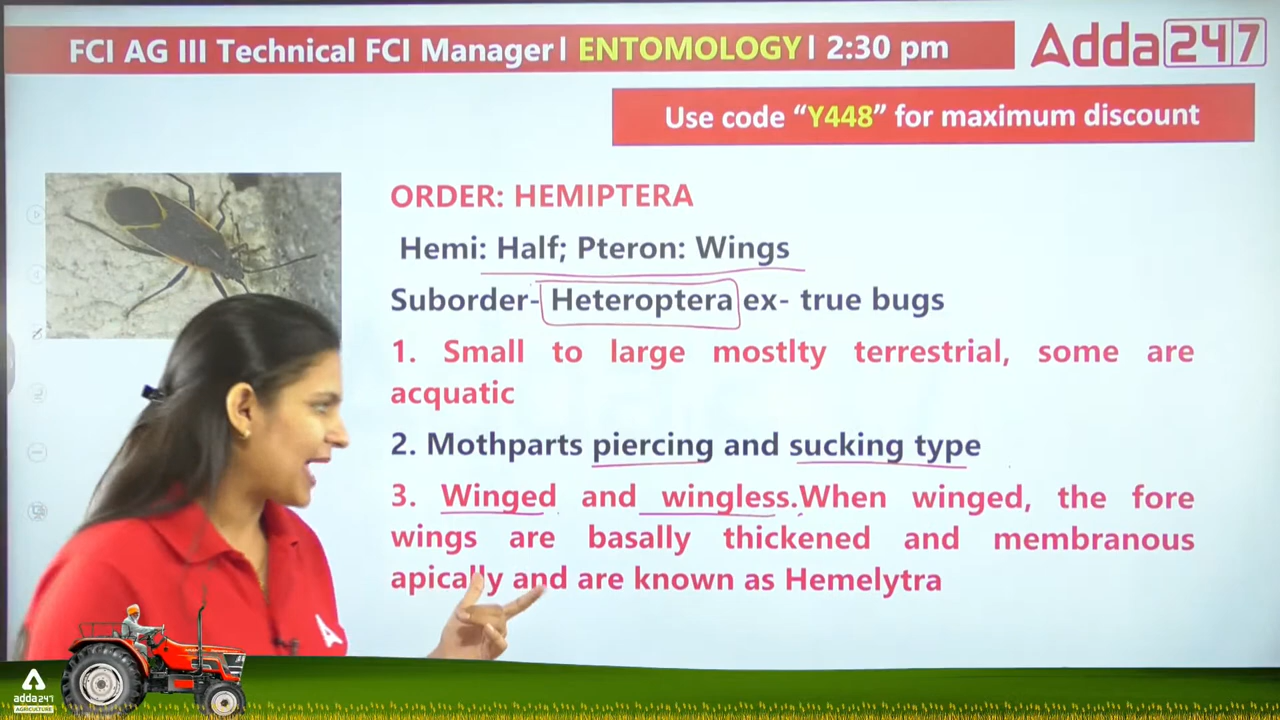 FCI AG III Technical FCI Manager| ENTOMOLOGY| 2:30 pm
Adda247
Use code “Y448” for maximum discount
ORDER: HEMIPTERA
Hemi: Half; Pteron: Wings
Suborder- Heteroptera ex- true bugs
1. Small to large mostlty terrestrial, some are
acquatic
2. Mothparts piercing and sucking type
3. Winged and wingless.When winged, the fore
wings are basally thickened and membranous
apically and are known as Hemelytra
adda247
AGRICULTURE